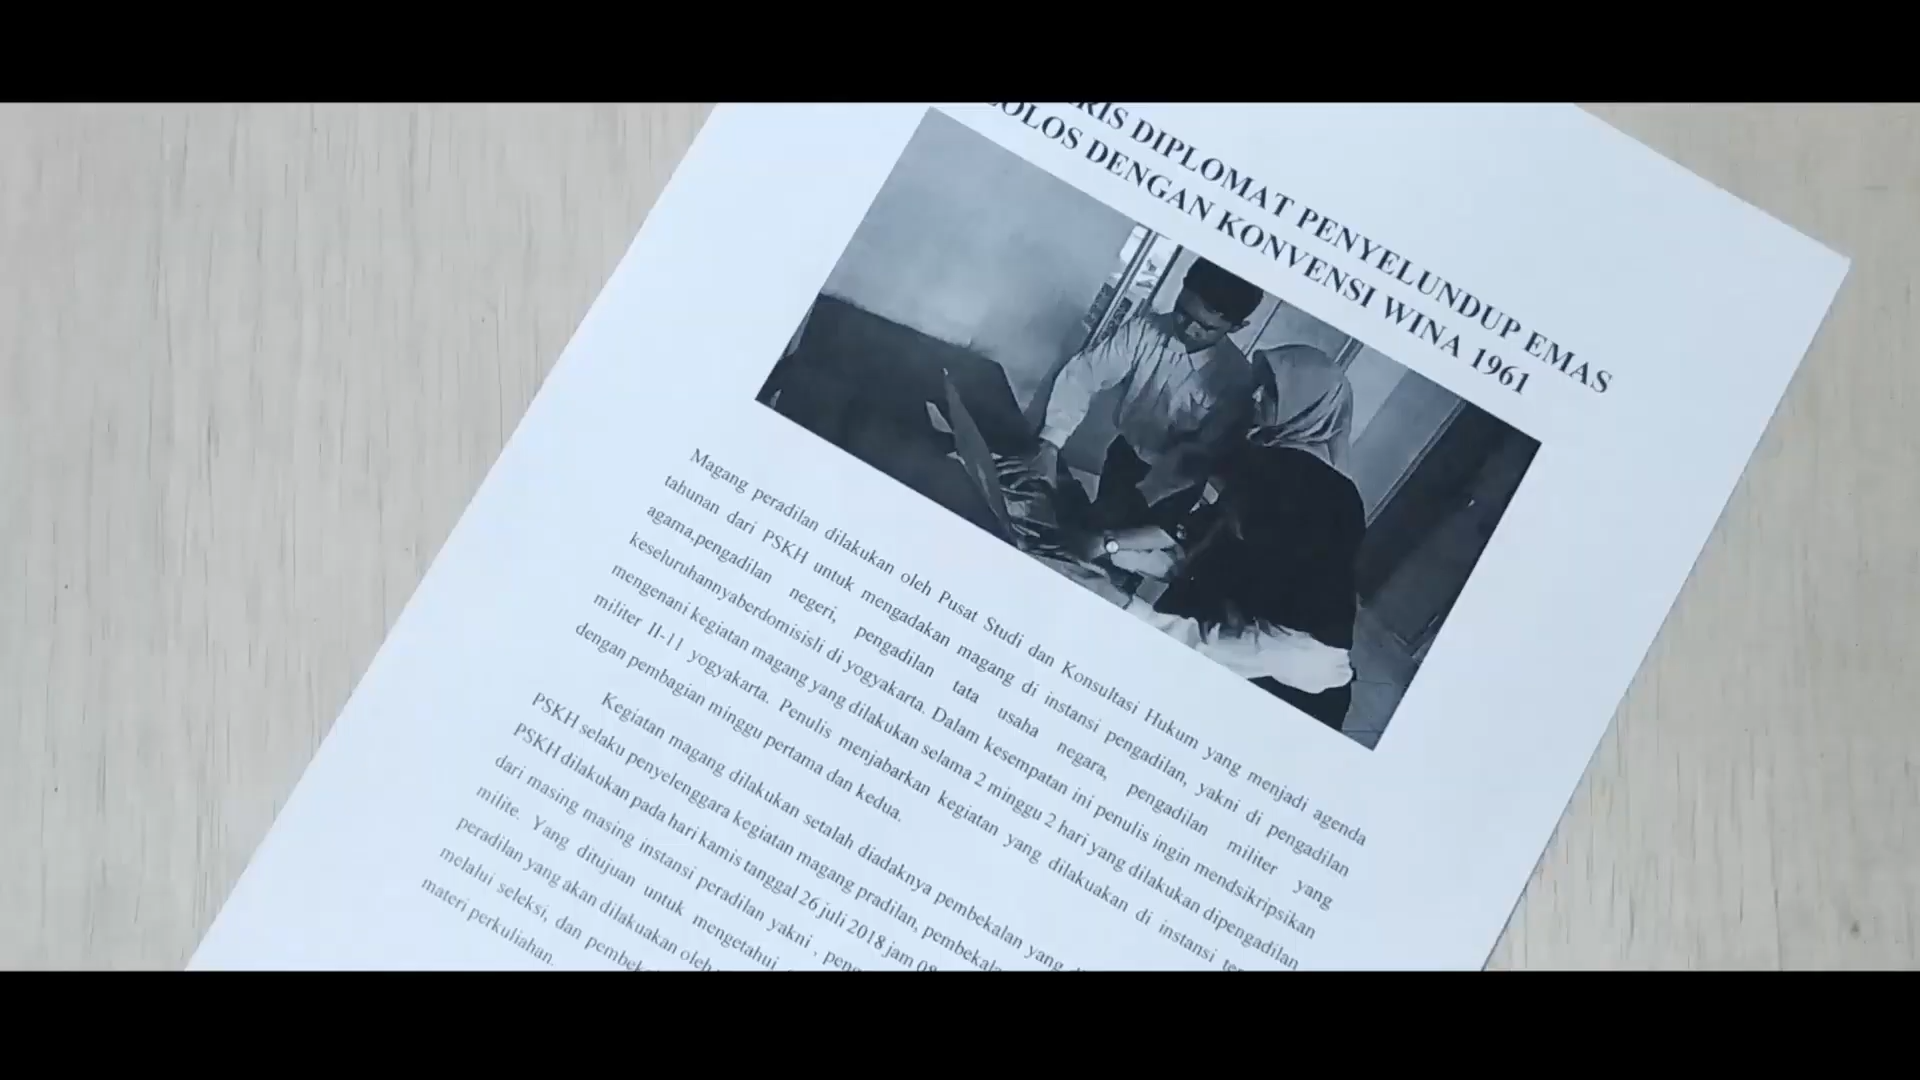 DIPLOMAT PENYELUNDUP EMAS
LOLOS DENGAN KONVENSI WINA 1961
Magang peradilan dilakukan oleh Pusat Studi dan Konsultasi Hukum yang menjadi agenda
tahunan dari PSKH untuk mengadakan magang di instansi pengadilan, yakni di pengadilan
agama,pengadilan negeri, pengadilan tata usaha negara, pengadilan militer yang
keseluruhannyaberdomisisli di yogyakarta. Dalam kesempatan ini penulis ingin mendsikripsikan
mengenani kegiatan magang yang dilakukan selama 2 minggu 2 hari yang dilakukan dipengadilan
militer II-11 yogyakarta. Penulis menjabarkan kegiatan yang dilakuakan di instansi
dengan pembagian minggu pertama dan kedua.
Kegiatan magang dilakukan setalah diadaknya pembekalan yang
PSKH selaku penyelenggara kegiatan magang pradilan,
PSKH dilakukan pada hari kamis tanggal 26 juli 2018 jam
dari masing masing instansi peradilan yakni ,
milite. Yang ditujuan untuk mengetahui
peradilan yang akan dilakuakan oleh
melalui seleksi, dan
materi perkuliahan.